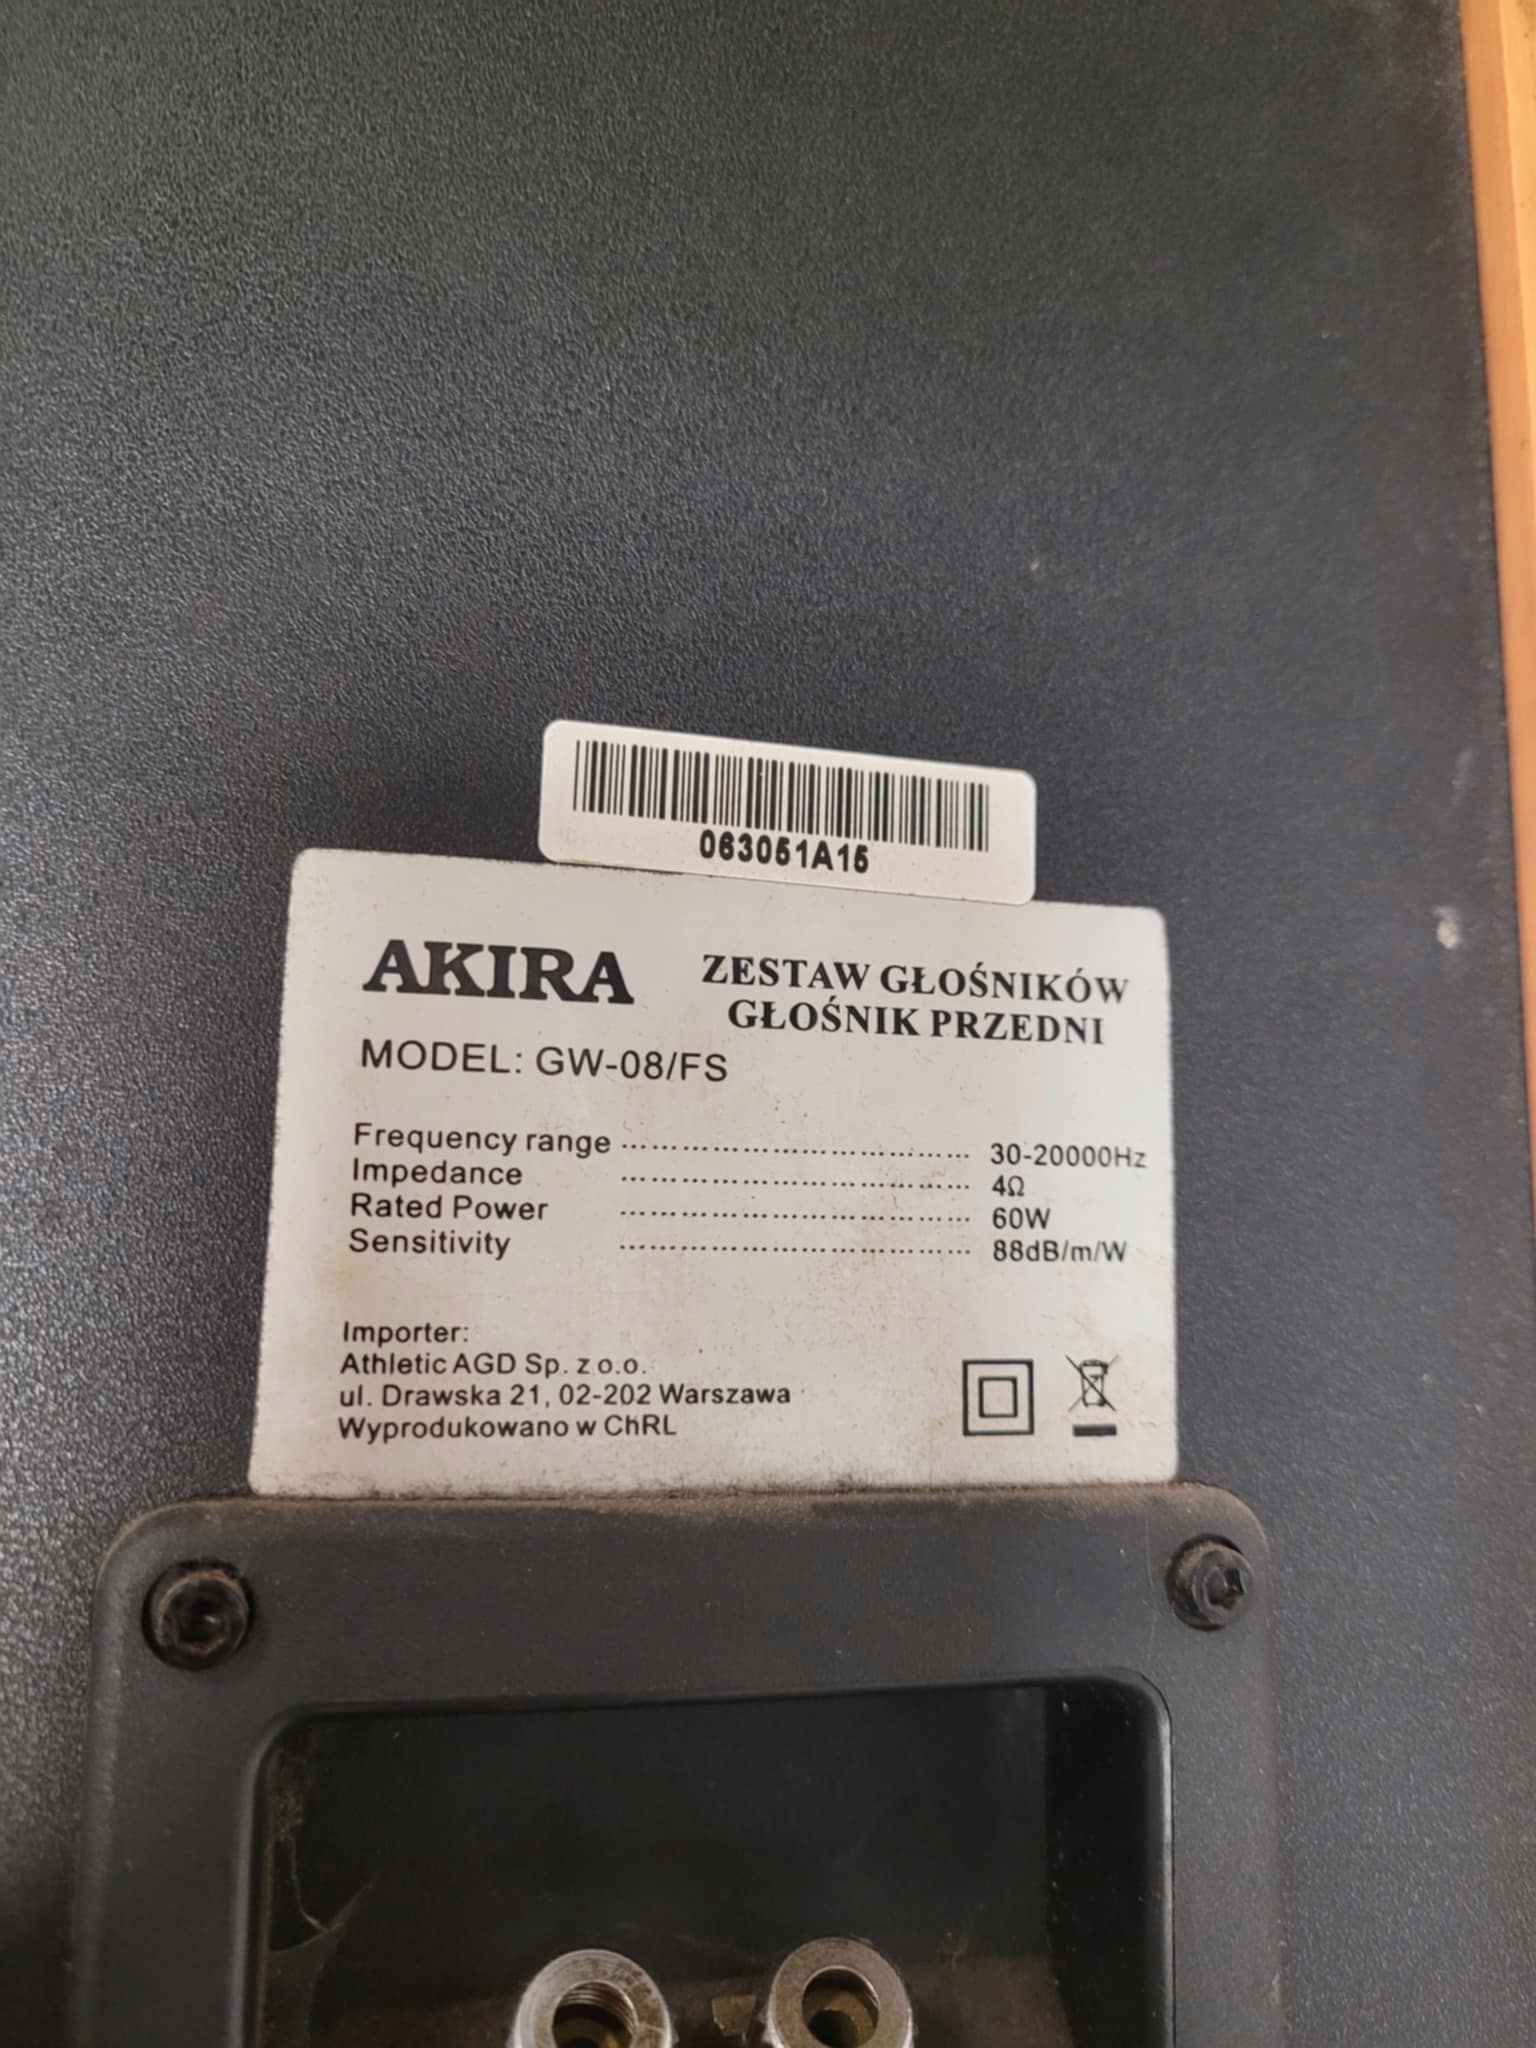 063051A15
AKIRA
ZESTAW GŁOŚNIKÓW
GŁOŚNIK PRZEDNI
MODEL: GW-08/FS
Frequency range ........................................ 30-20000Hz
Impedance ........................................ 4Ω
Rated Power ........................................ 60W
Sensitivity ........................................ 88dB/m/W
Importer:
Athletic AGD Sp. z o.o.
ul. Drawska 21, 02-202 Warszawa
Wyprodukowano w ChRL